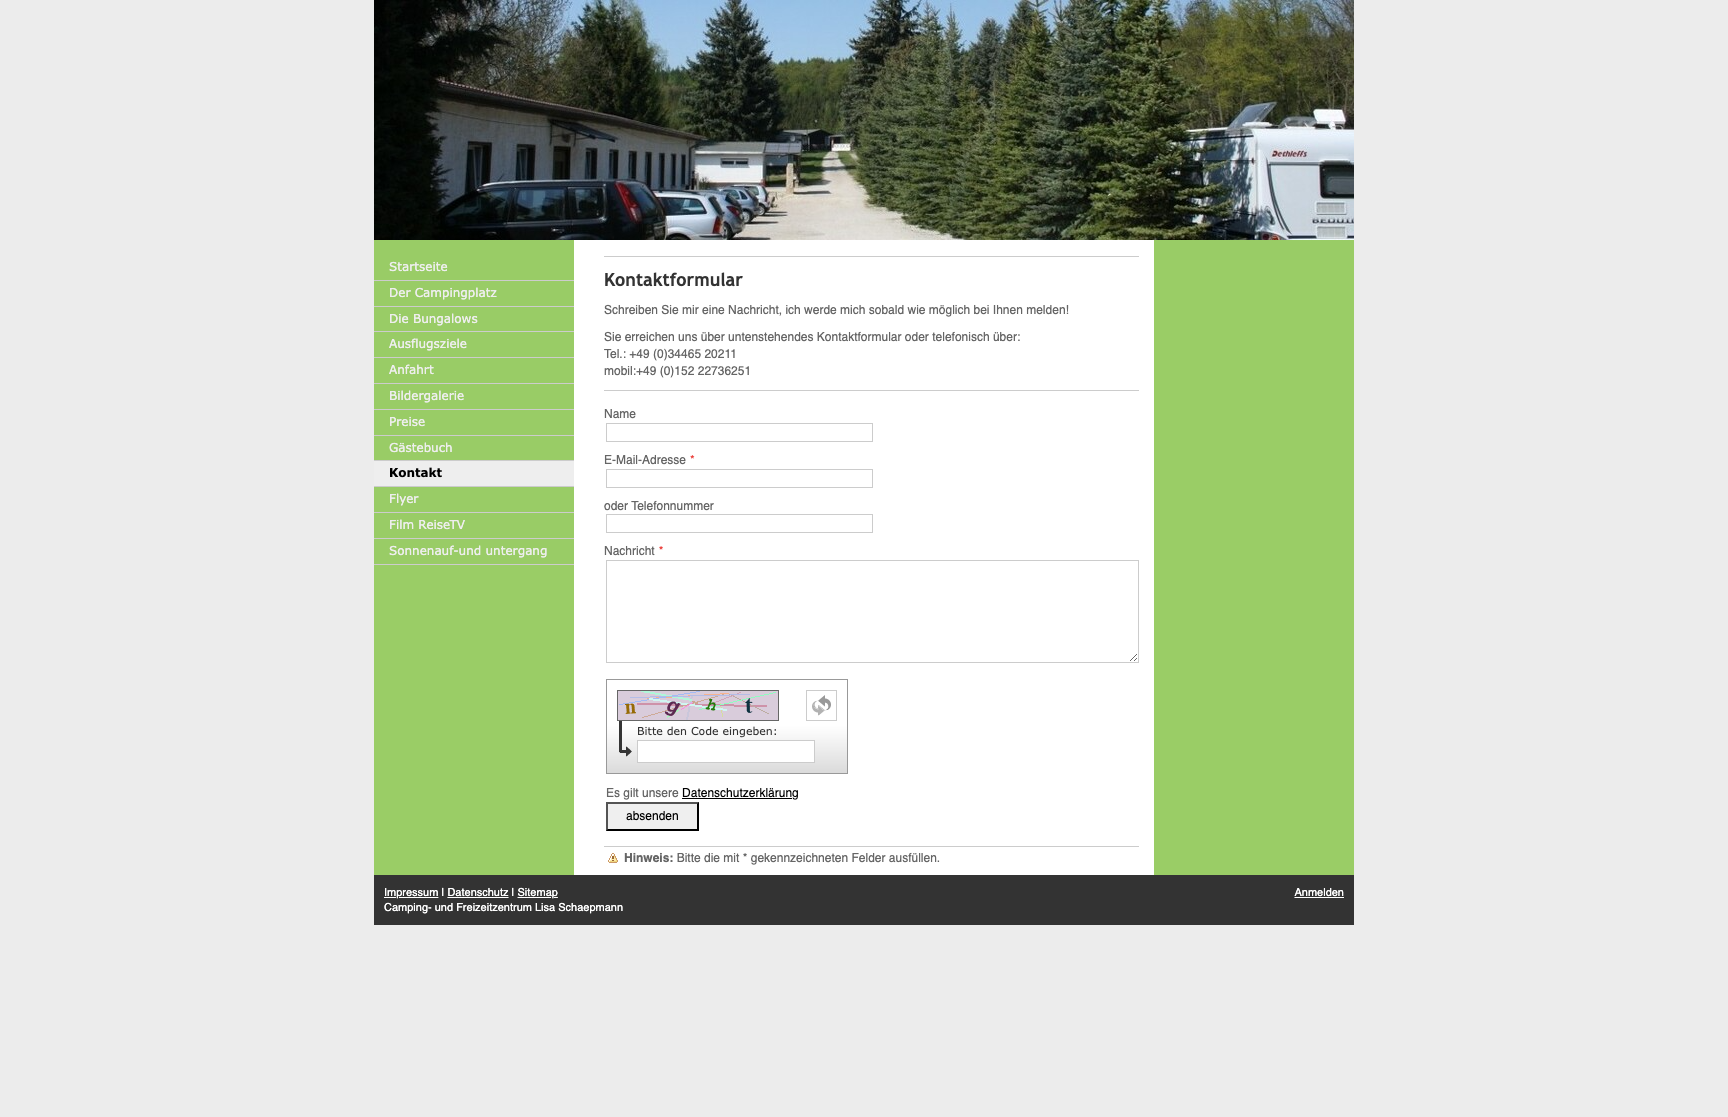 Dethleffs
Startseite
Der Campingplatz
Die Bungalows
Ausflugsziele
Anfahrt
Bildergalerie
Preise
Gästebuch
Kontakt
Flyer
Film ReiseTV
Sonnenauf-und untergang
Kontaktformular
Schreiben Sie mir eine Nachricht, ich werde mich sobald wie möglich bei Ihnen melden!
Sie erreichen uns über untenstehendes Kontaktformular oder telefonisch über:
Tel.: +49 (0)34465 20211
mobil:+49 (0)152 22736251
Name
E-Mail-Adresse *
oder Telefonnummer
Nachricht *
n g h t
Bitte den Code eingeben:
Es gilt unsere Datenschutzerklärung
absenden
Hinweis: Bitte die mit * gekennzeichneten Felder ausfüllen.
Impressum | Datenschutz | Sitemap
Anmelden
Camping- und Freizeitzentrum Lisa Schaepmann